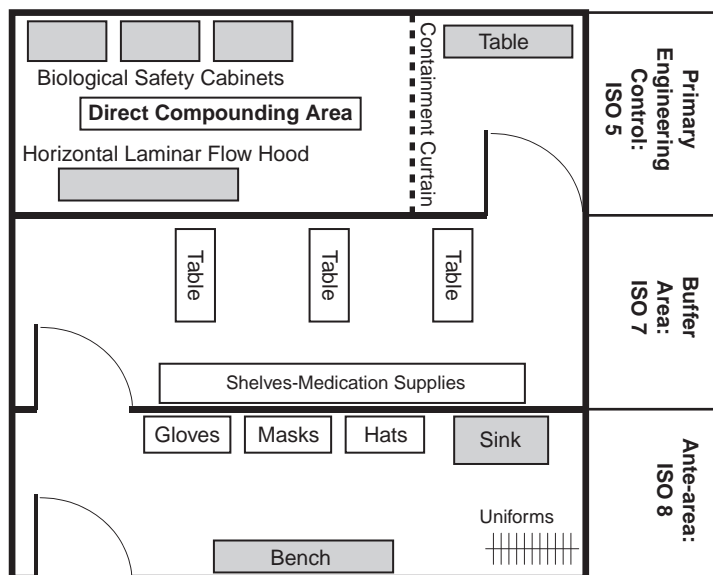 Table
Biological Safety Cabinets
Direct Compounding Area
Horizontal Laminar Flow Hood
Containment Curtain
Primary
Engineering
Control:
ISO 5
Table
Table
Table
Shelves-Medication Supplies
Buffer
Area:
ISO 7
Gloves
Masks
Hats
Sink
Uniforms
Bench
Ante-area:
ISO 8